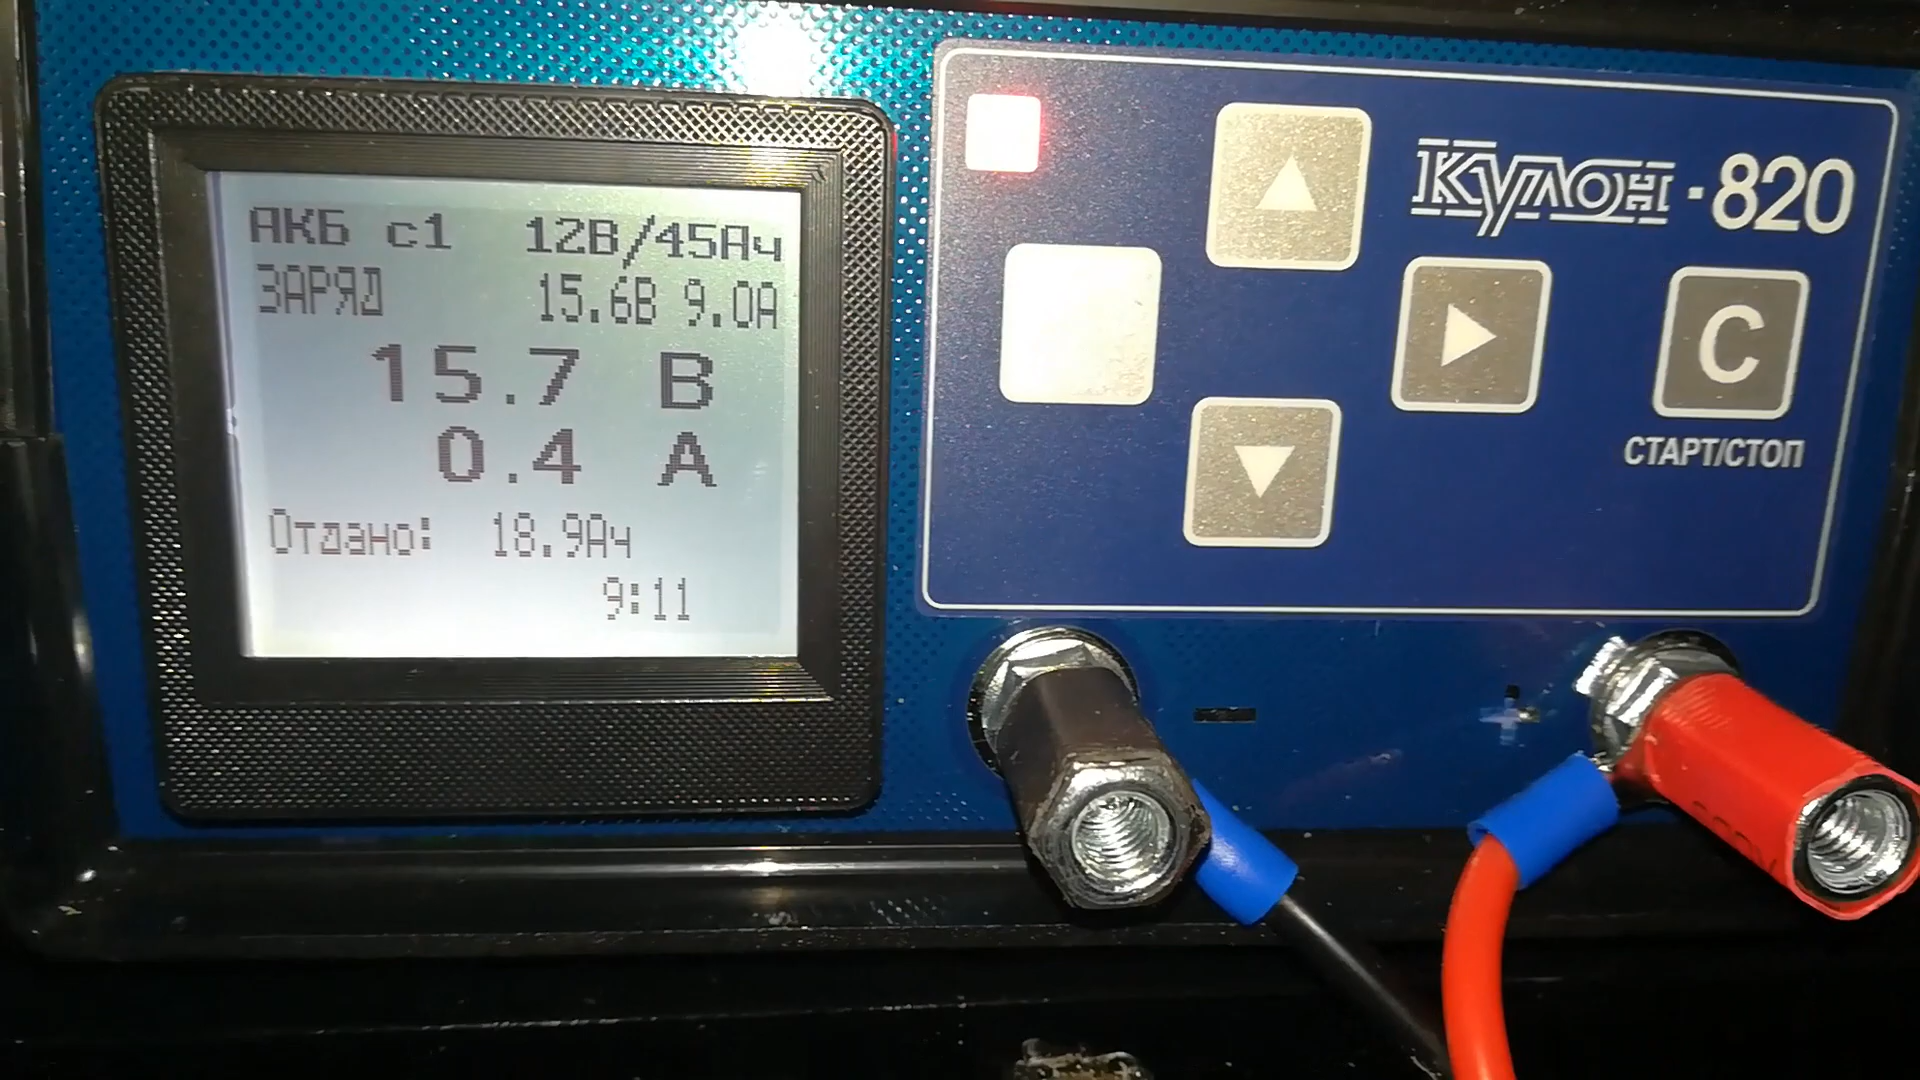 АКБ с1 12В/45Ач
ЗАРЯД 15.6В 9.0А
15.7 В
0.4 А
Отдано: 18.9Ач
9:11
КУЛОН-820
С
СТАРТ/СТОП
-
+